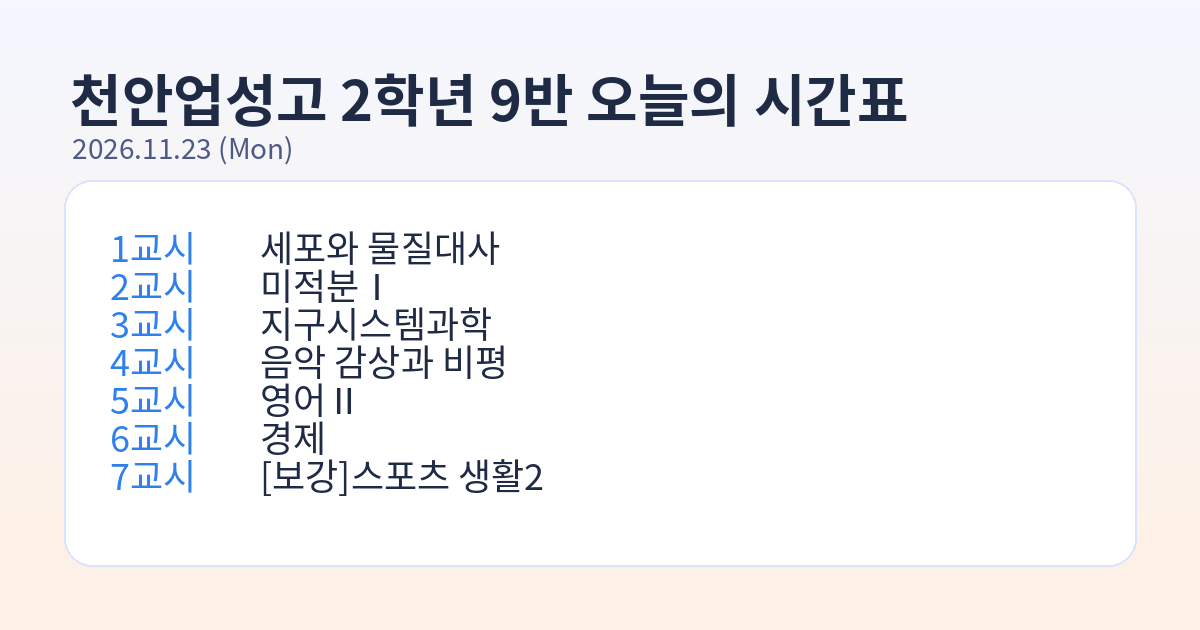 천안업성고 2학년 9반 오늘의 시간표
2026.11.23 (Mon)
1교시 세포와 물질대사
2교시 미적분Ⅰ
3교시 지구시스템과학
4교시 음악 감상과 비평
5교시 영어Ⅱ
6교시 경제
7교시 [보강]스포츠 생활2